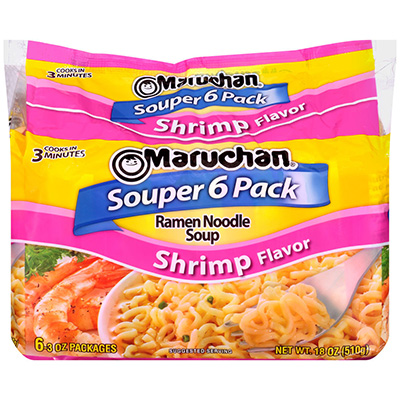 COOKS IN
3 MINUTES
Maruchan®
Souper 6 Pack
Shrimp Flavor
COOKS IN
3 MINUTES
Maruchan®
Souper 6 Pack
Ramen Noodle
Soup
Shrimp Flavor
6-3 OZ PACKAGES
SUGGESTED SERVING
NET WT. 18 OZ (510g)